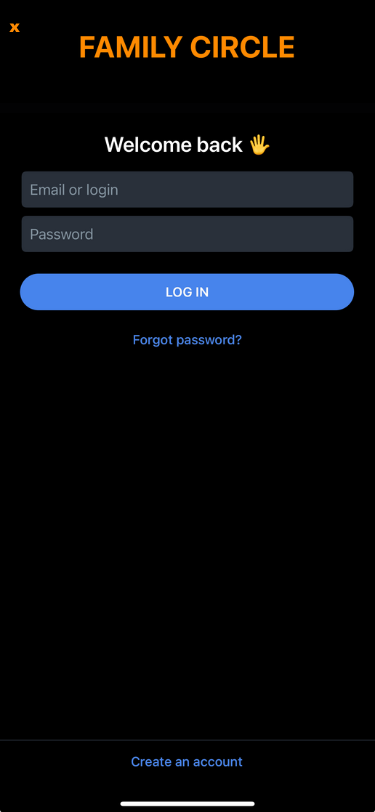 x
FAMILY CIRCLE
Welcome back 🖐
Email or login
Password
LOG IN
Forgot password?
Create an account